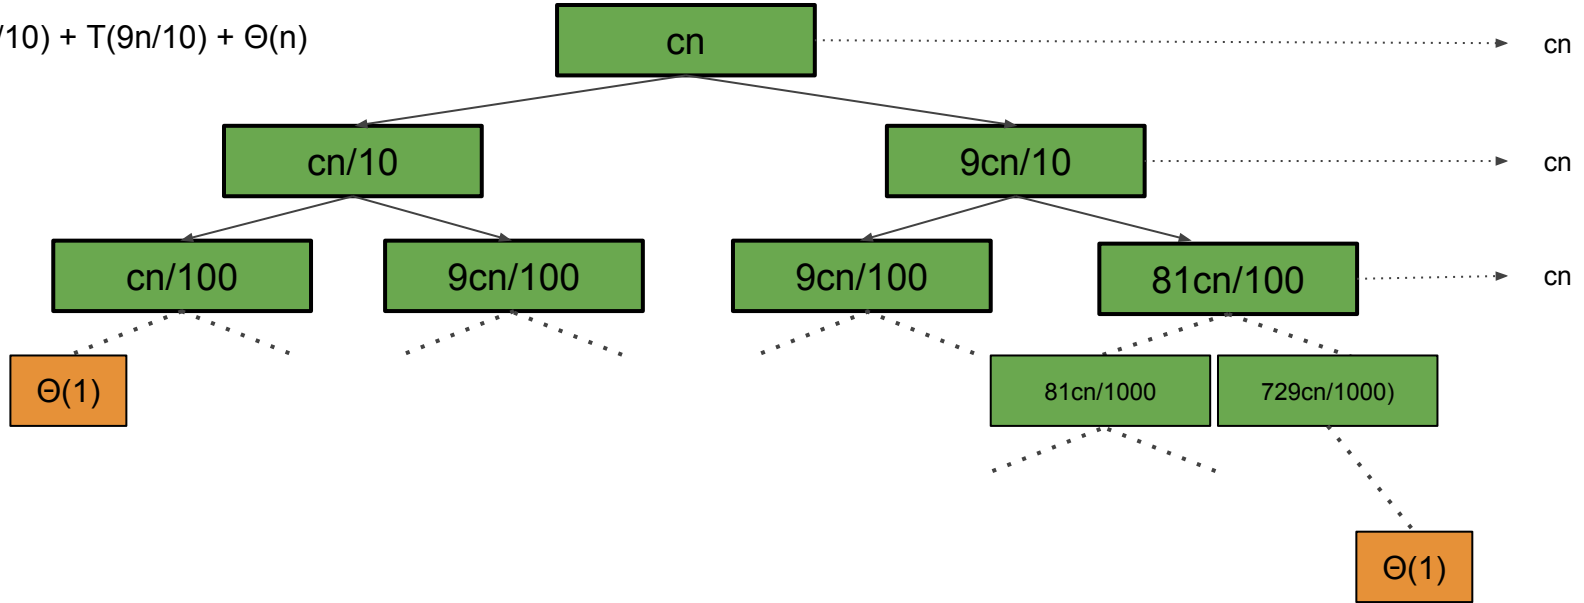 /10) + T(9n/10) + Θ(n)
cn
cn
cn/10
9cn/10
cn
cn/100
9cn/100
9cn/100
81cn/100
cn
Θ(1)
81cn/1000
729cn/1000)
Θ(1)